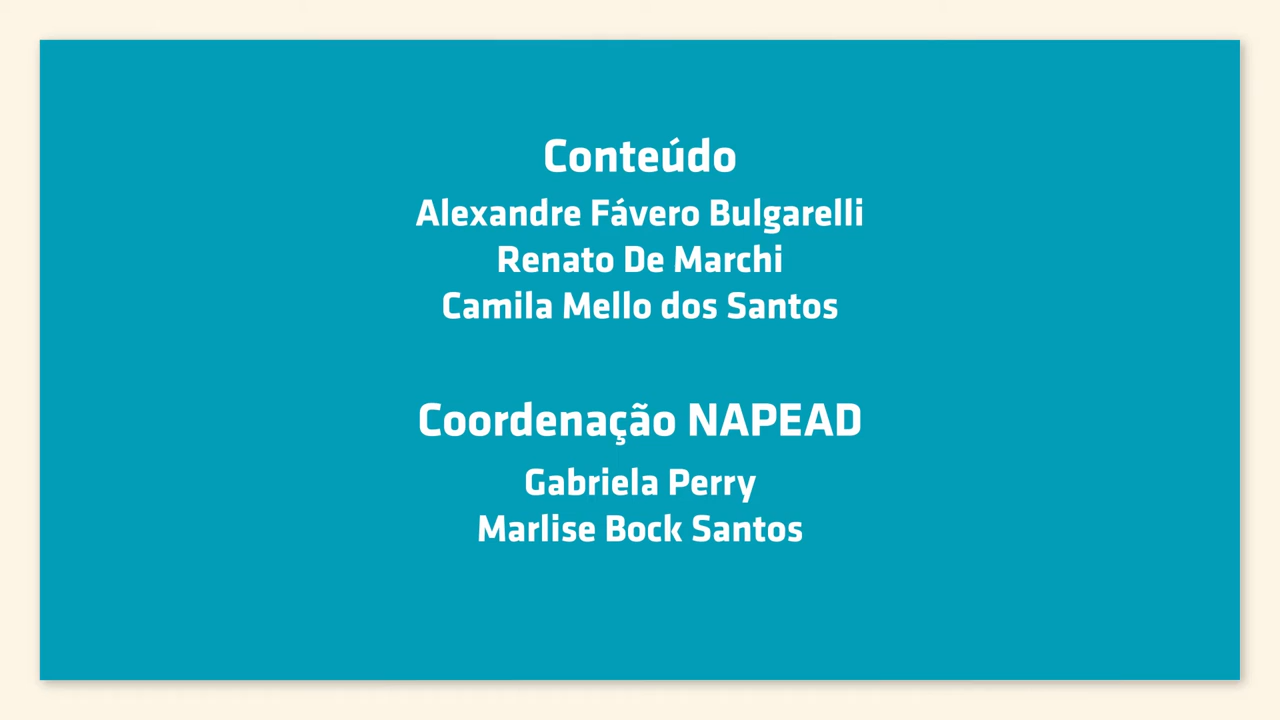 Conteúdo
Alexandre Fávero Bulgarelli
Renato De Marchi
Camila Mello dos Santos
Coordenação NAPEAD
Gabriela Perry
Marlise Bock Santos